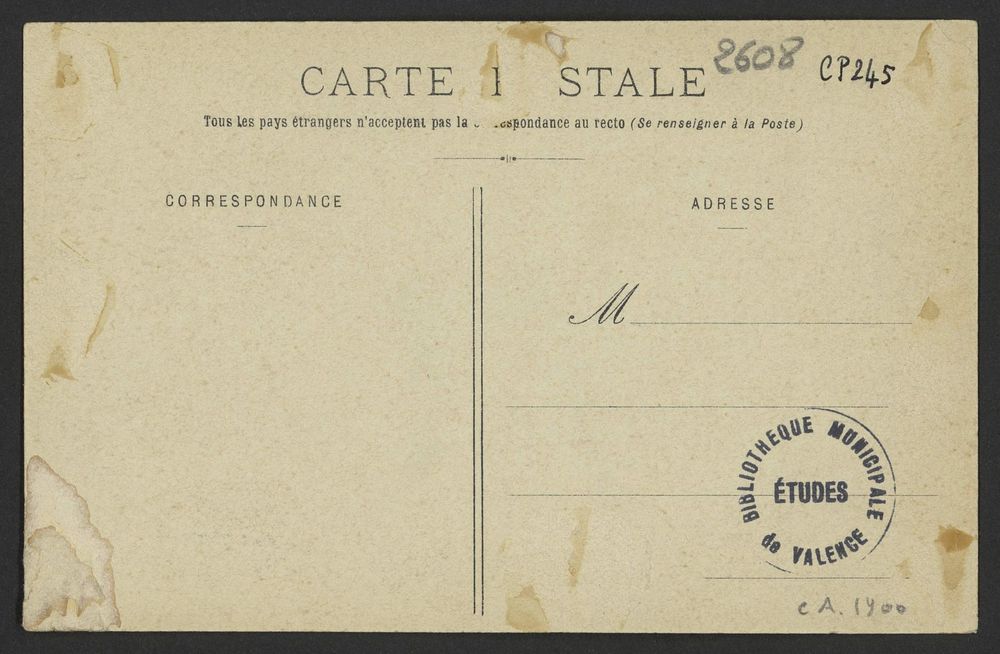 2608
CP245
CARTE STALE
Tous les pays étrangers n'acceptent pas la spondance au recto (Se renseigner à la Poste)
CORRESPONDANCE
ADRESSE
M
BIBLIOTHEQUE MUNICIPALE
ÉTUDES
de VALENCE
CA. 1900